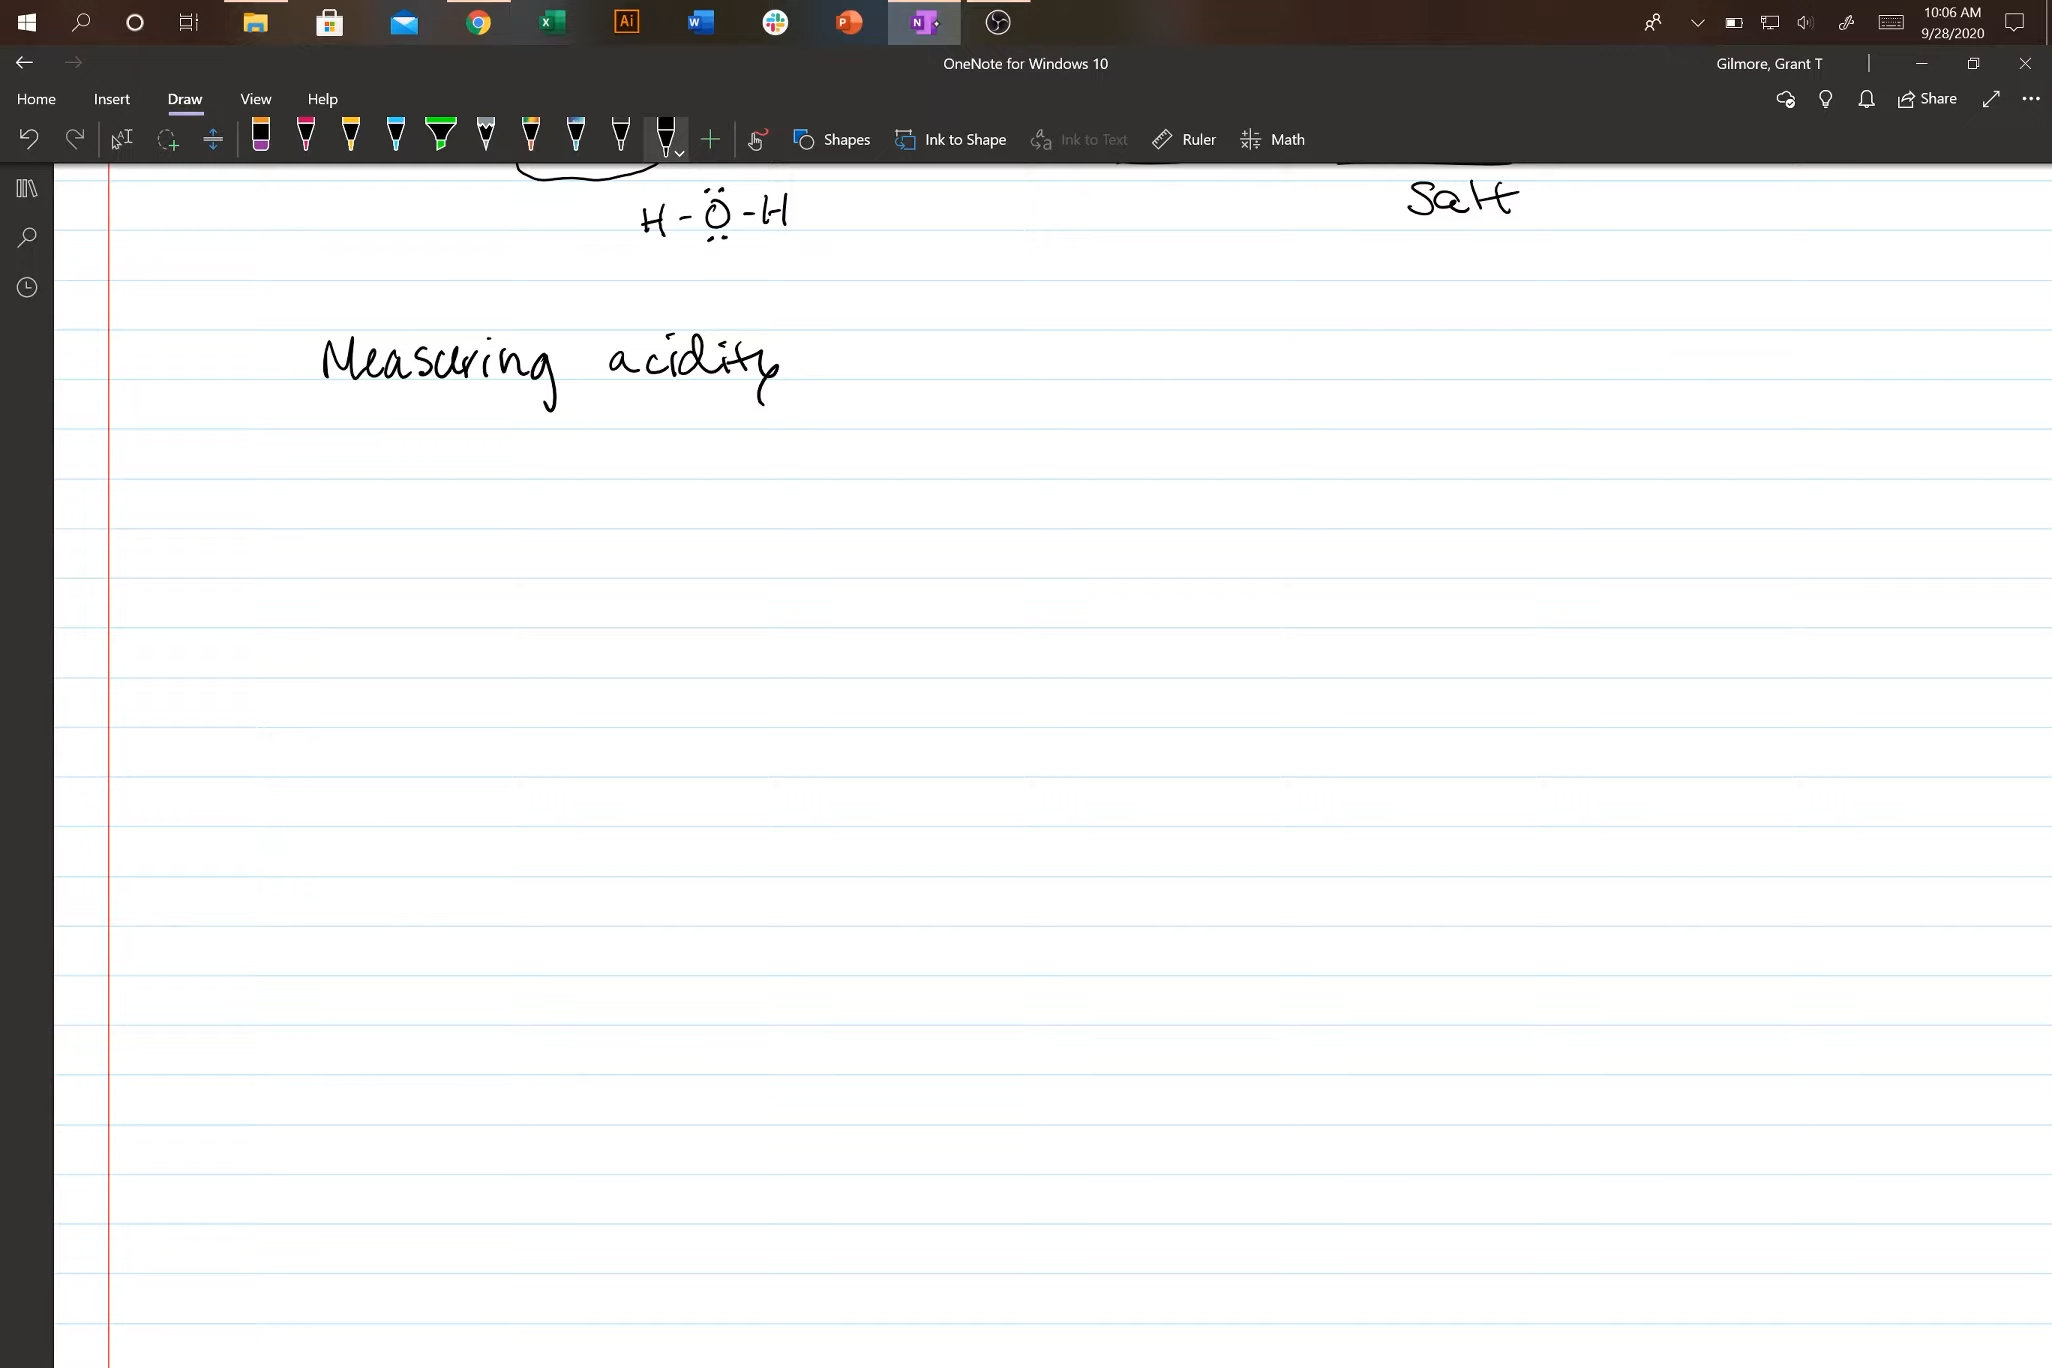 10:06 AM
9/28/2020
OneNote for Windows 10
Gilmore, Grant T
Home Insert Draw View Help
Share
Shapes Ink to Shape Ink to Text Ruler Math
Salt
H-Ö-H
Measuring acidity